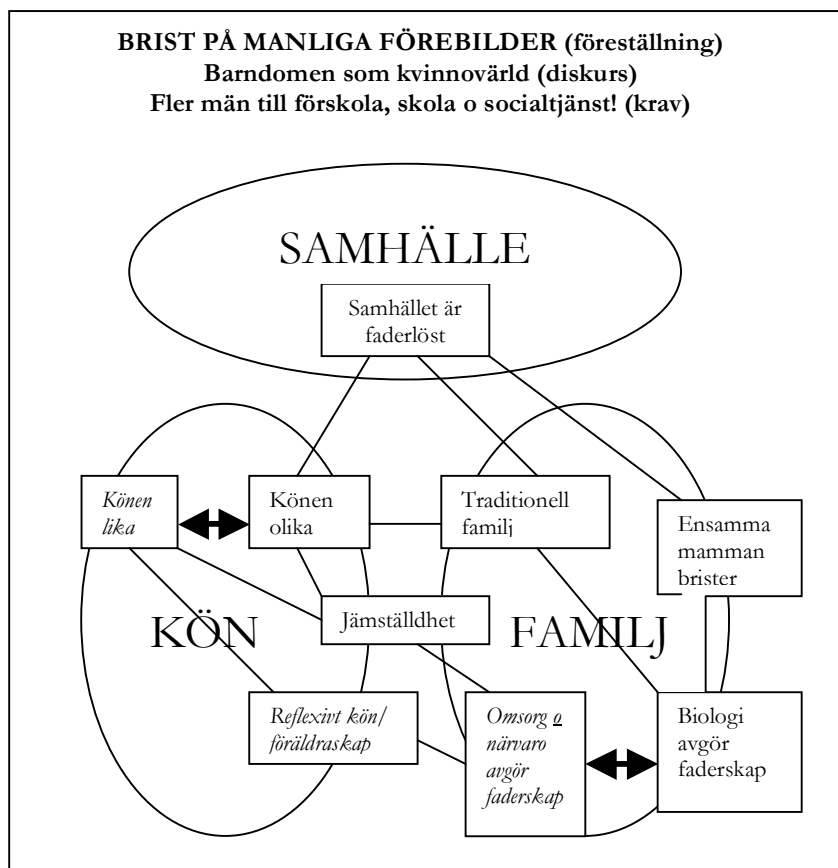 BRIST PÅ MANLIGA FÖREBILDER (föreställning)
Barndomen som kvinnovärld (diskurs)
Fler män till förskola, skola o socialtjänst! (krav)
SAMHÄLLE
Samhället är
faderlöst
Könen
lika
Könen
olika
Traditionell
familj
Ensamma
mamman
brister
KÖN
Jämställdhet
FAMILJ
Reflexivt kön/
föräldraskap
Omsorg o
närvaro
avgör
faderskap
Biologi
avgör
faderskap